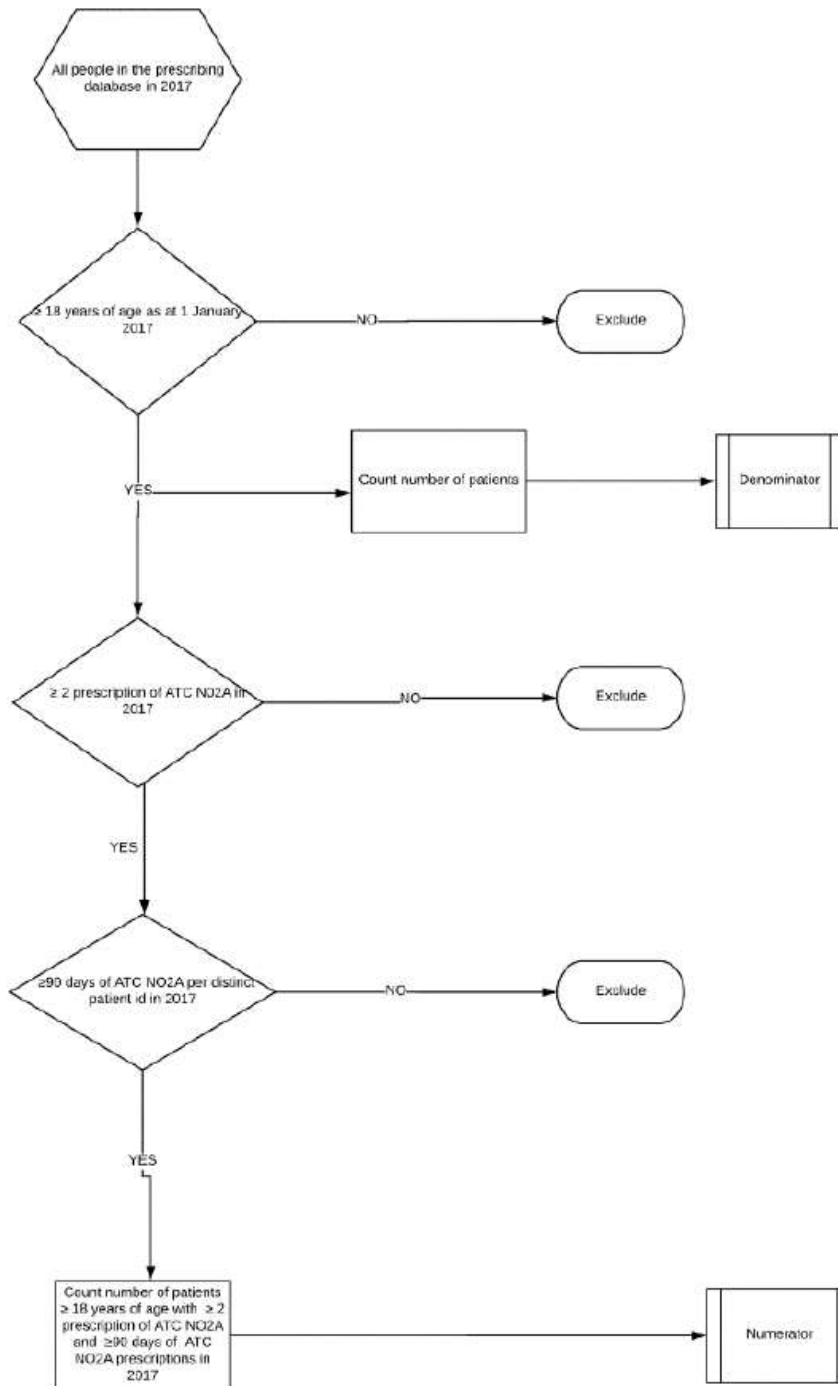 All people in the prescribing
database in 2017
≥ 18 years of age as at 1 January
2017
NO
Exclude
YES
Count number of patients
Denominator
≥ 2 prescription of ATC N02A in
2017
NO
Exclude
YES
≥90 days of ATC NO2A per distinct
patient id in 2017
NO
Exclude
YES
Count number of patients
≥ 18 years of age with ≥ 2
prescription of ATC NO2A
and ≥90 days of ATC
NO2A prescriptions in
2017
Numerator